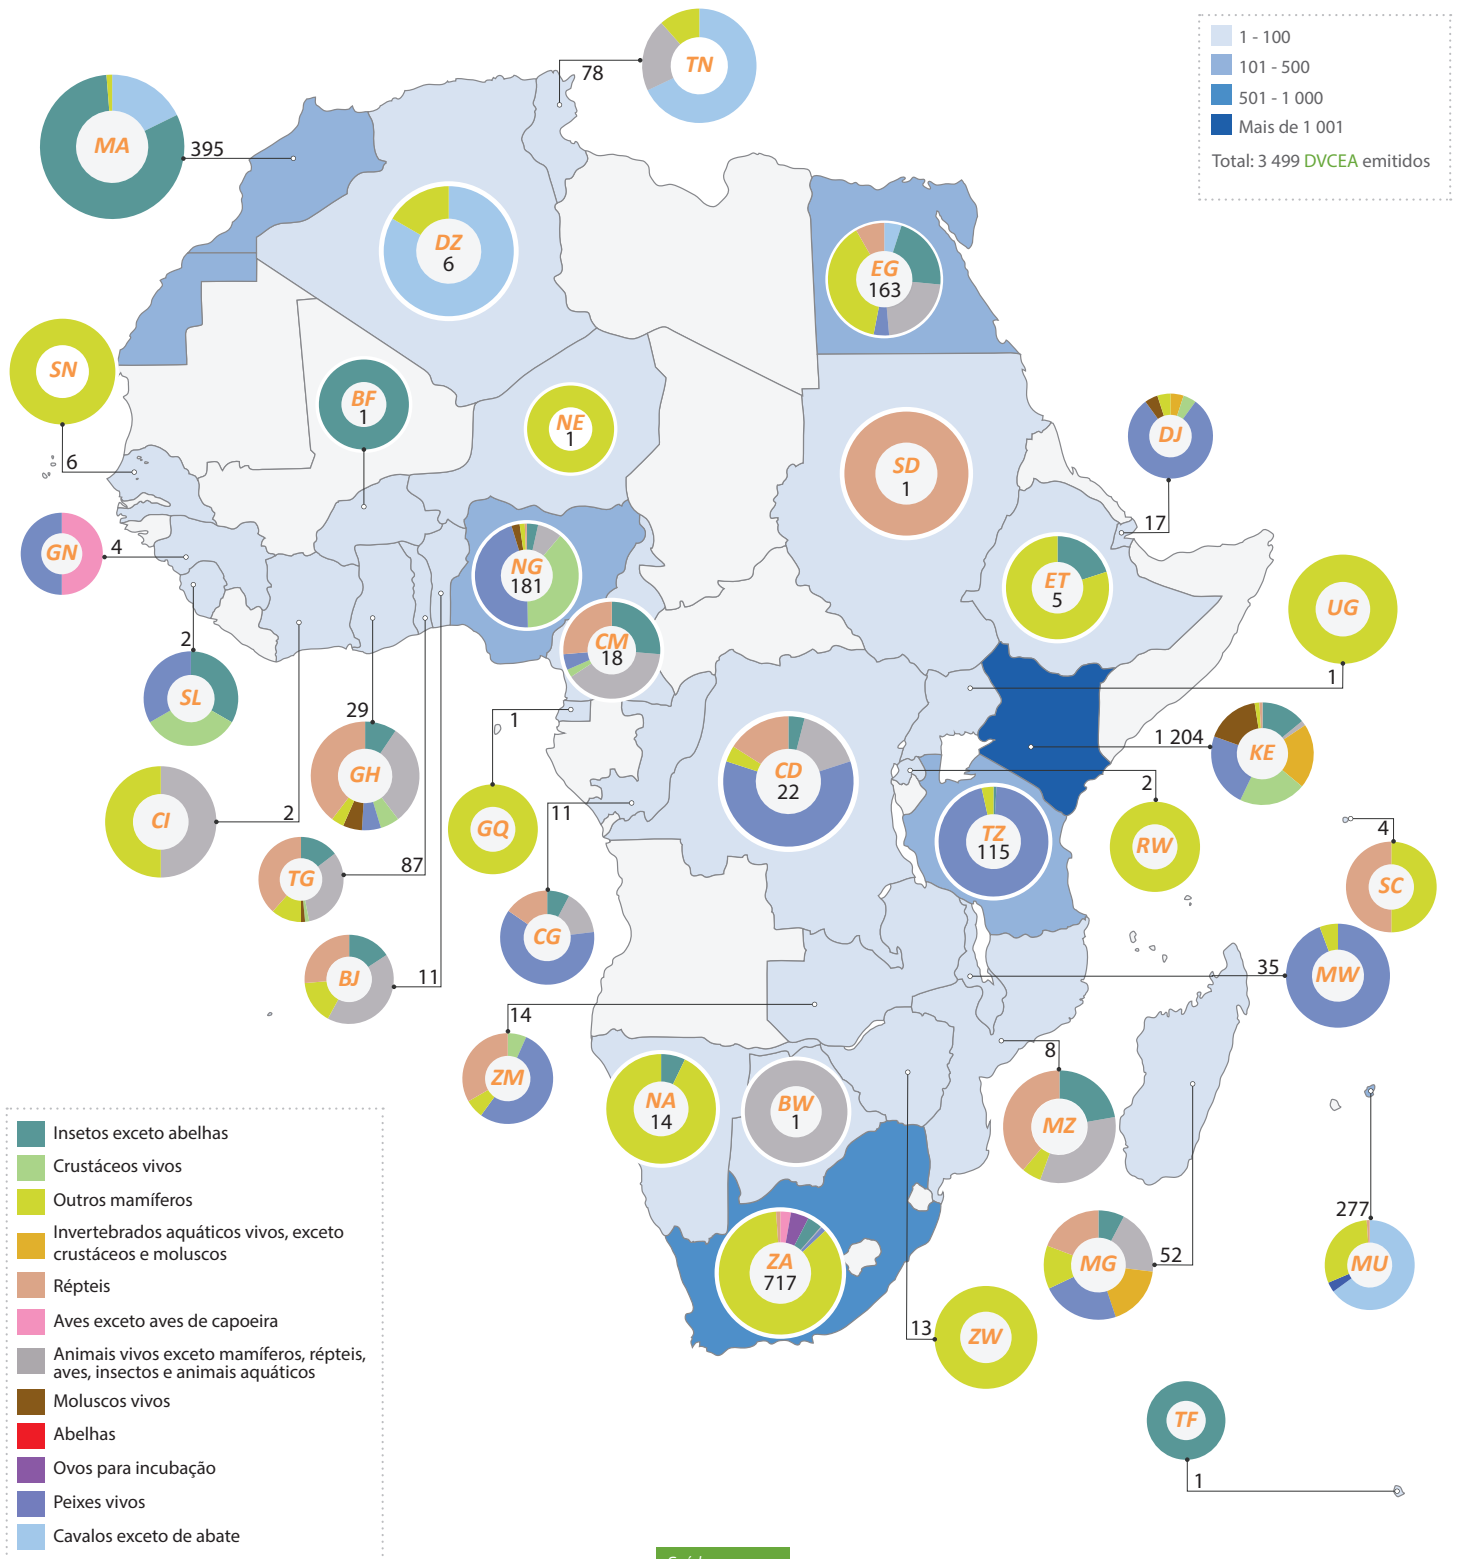 1 - 100
101 - 500
501 - 1 000
Mais de 1 001
Total: 3 499 DVCEA emitidos
TN
78
MA
395
DZ
6
EG
163
SN
6
BF
1
NE
1
SD
1
DJ
17
GN
4
NG
181
ET
5
UG
1
CM
18
SL
2
GH
29
GQ
1
CD
22
KE
1 204
CI
2
TG
87
TZ
115
RW
2
SC
4
CG
11
BJ
11
MW
35
ZM
14
NA
14
BW
1
MZ
8
MG
52
MU
277
ZA
717
ZW
13
TF
1
Insetos exceto abelhas
Crustáceos vivos
Outros mamíferos
Invertebrados aquáticos vivos, exceto
crustáceos e moluscos
Répteis
Aves exceto aves de capoeira
Animais vivos exceto mamíferos, répteis,
aves, insectos e animais aquáticos
Moluscos vivos
Abelhas
Ovos para incubação
Peixes vivos
Cavalos exceto de abate